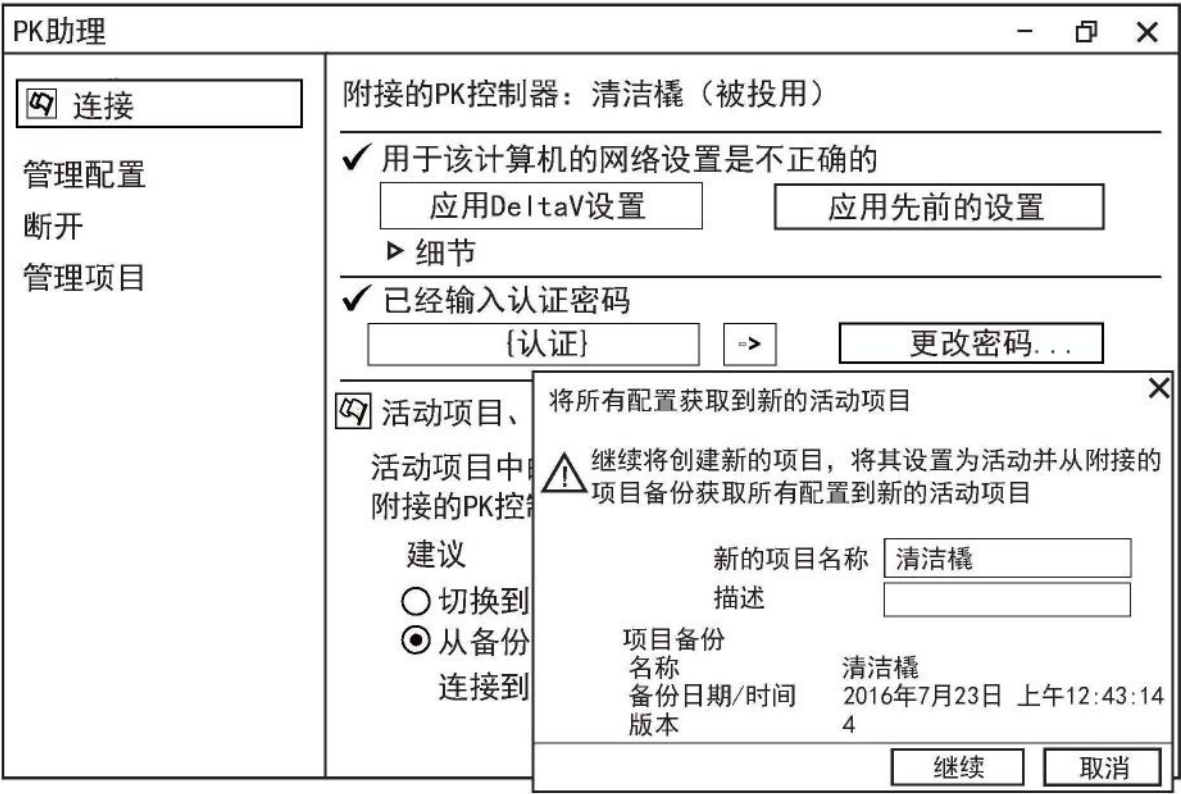 PK助理
连接
管理配置
断开
管理项目
附接的PK控制器：清洁橇（被投用）
用于该计算机的网络设置是不正确的
应用DeltaV设置
应用先前的设置
细节
已经输入认证密码
{认证}
->
更改密码...
活动项目、
活动项目中
附接的PK控
建议
切换到
从备份
连接到
将所有配置获取到新的活动项目
继续将创建新的项目，将其设置为活动并从附接的
项目备份获取所有配置到新的活动项目
新的项目名称 清洁橇
描述
项目备份
名称 清洁橇
备份日期/时间 2016年7月23日 上午12:43:14
版本 4
继续
取消